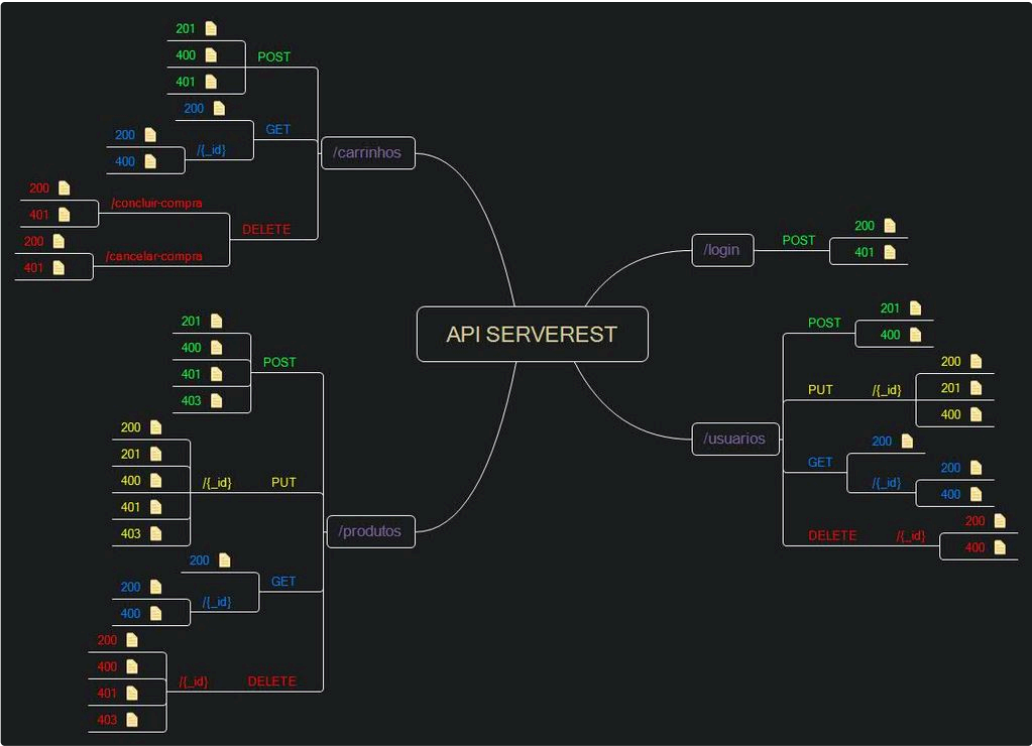 API SERVEREST
/carrinhos
POST
201
400
401
GET
200
/{_id}
200
400
DELETE
/concluir-compra
200
401
/cancelar-compra
200
401
/produtos
POST
201
400
401
403
PUT
/{_id}
200
201
400
401
403
GET
200
/{_id}
200
400
DELETE
/{_id}
200
400
401
403
/login
POST
200
401
/usuarios
POST
201
400
PUT
/{_id}
200
201
400
GET
200
/{_id}
200
400
DELETE
/{_id}
200
400